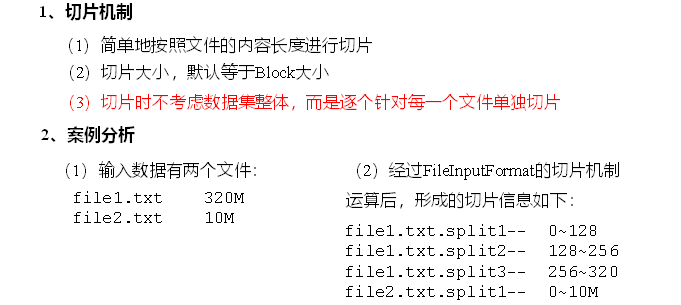 1、切片机制
（1）简单地按照文件的内容长度进行切片
（2）切片大小，默认等于Block大小
（3）切片时不考虑数据集整体，而是逐个针对每一个文件单独切片
2、案例分析
（1）输入数据有两个文件：
file1.txt    320M
file2.txt    10M
（2）经过FileInputFormat的切片机制
运算后，形成的切片信息如下：
file1.txt.split1--  0~128
file1.txt.split2--  128~256
file1.txt.split3--  256~320
file2.txt.split1--  0~10M